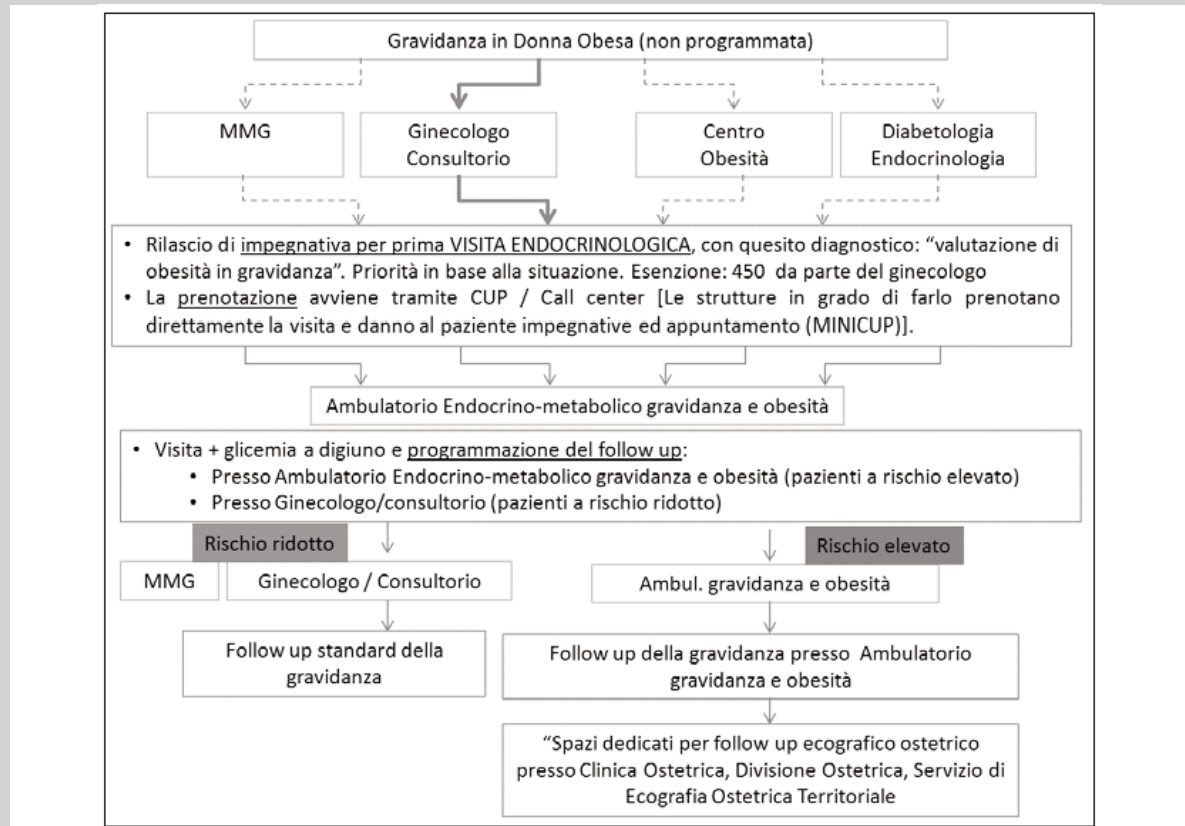 Gravidanza in Donna Obesa (non programmata)
MMG
Ginecologo
Consultorio
Centro
Obesità
Diabetologia
Endocrinologia
• Rilascio di impegnativa per prima VISITA ENDOCRINOLOGICA, con quesito diagnostico: “valutazione di
obesità in gravidanza”. Priorità in base alla situazione. Esenzione: 450 da parte del ginecologo
• La prenotazione avviene tramite CUP / Call center [Le strutture in grado di farlo prenotano
direttamente la visita e danno al paziente impegnative ed appuntamento (MINICUP)].
Ambulatorio Endocrino-metabolico gravidanza e obesità
• Visita + glicemia a digiuno e programmazione del follow up:
• Presso Ambulatorio Endocrino-metabolico gravidanza e obesità (pazienti a rischio elevato)
• Presso Ginecologo/consultorio (pazienti a rischio ridotto)
Rischio ridotto
Rischio elevato
MMG
Ginecologo / Consultorio
Ambul. gravidanza e obesità
Follow up standard della
gravidanza
Follow up della gravidanza presso Ambulatorio
gravidanza e obesità
“Spazi dedicati per follow up ecografico ostetrico
presso Clinica Ostetrica, Divisione Ostetrica, Servizio di
Ecografia Ostetrica Territoriale